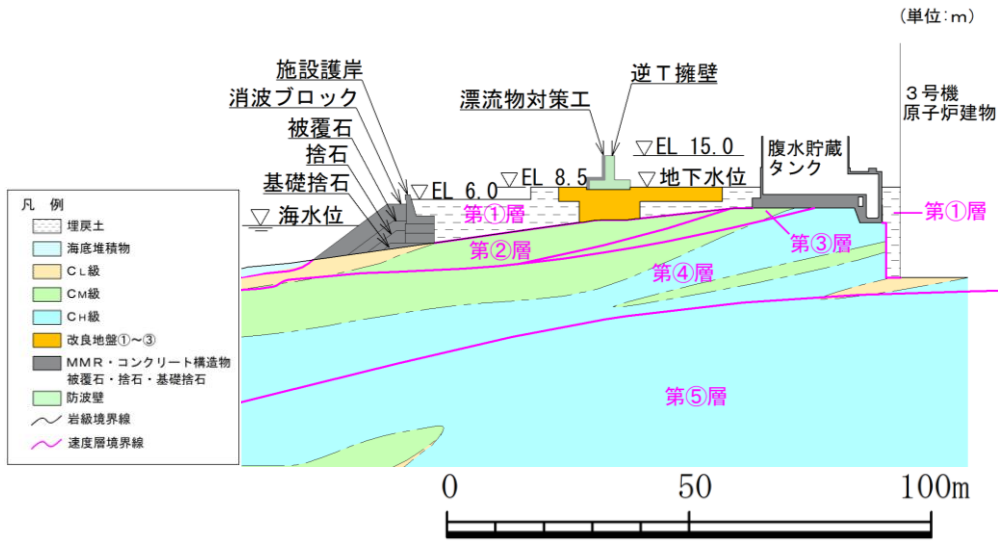 (単位:m)
施設護岸
消波ブロック
被覆石
捨石
基礎捨石
漂流物対策工
逆T擁壁
3号機
原子炉建物
腹水貯蔵
タンク
▽EL 15.0
▽EL 8.5
▽地下水位
▽EL 6.0
▽海水位
第①層
第①層
第②層
第③層
第④層
第⑤層
凡 例
埋戻土
海底堆積物
CL級
CM級
CH級
改良地盤①~③
MMR・コンクリート構造物
被覆石・捨石・基礎捨石
防波壁
岩級境界線
速度層境界線
0 50 100m